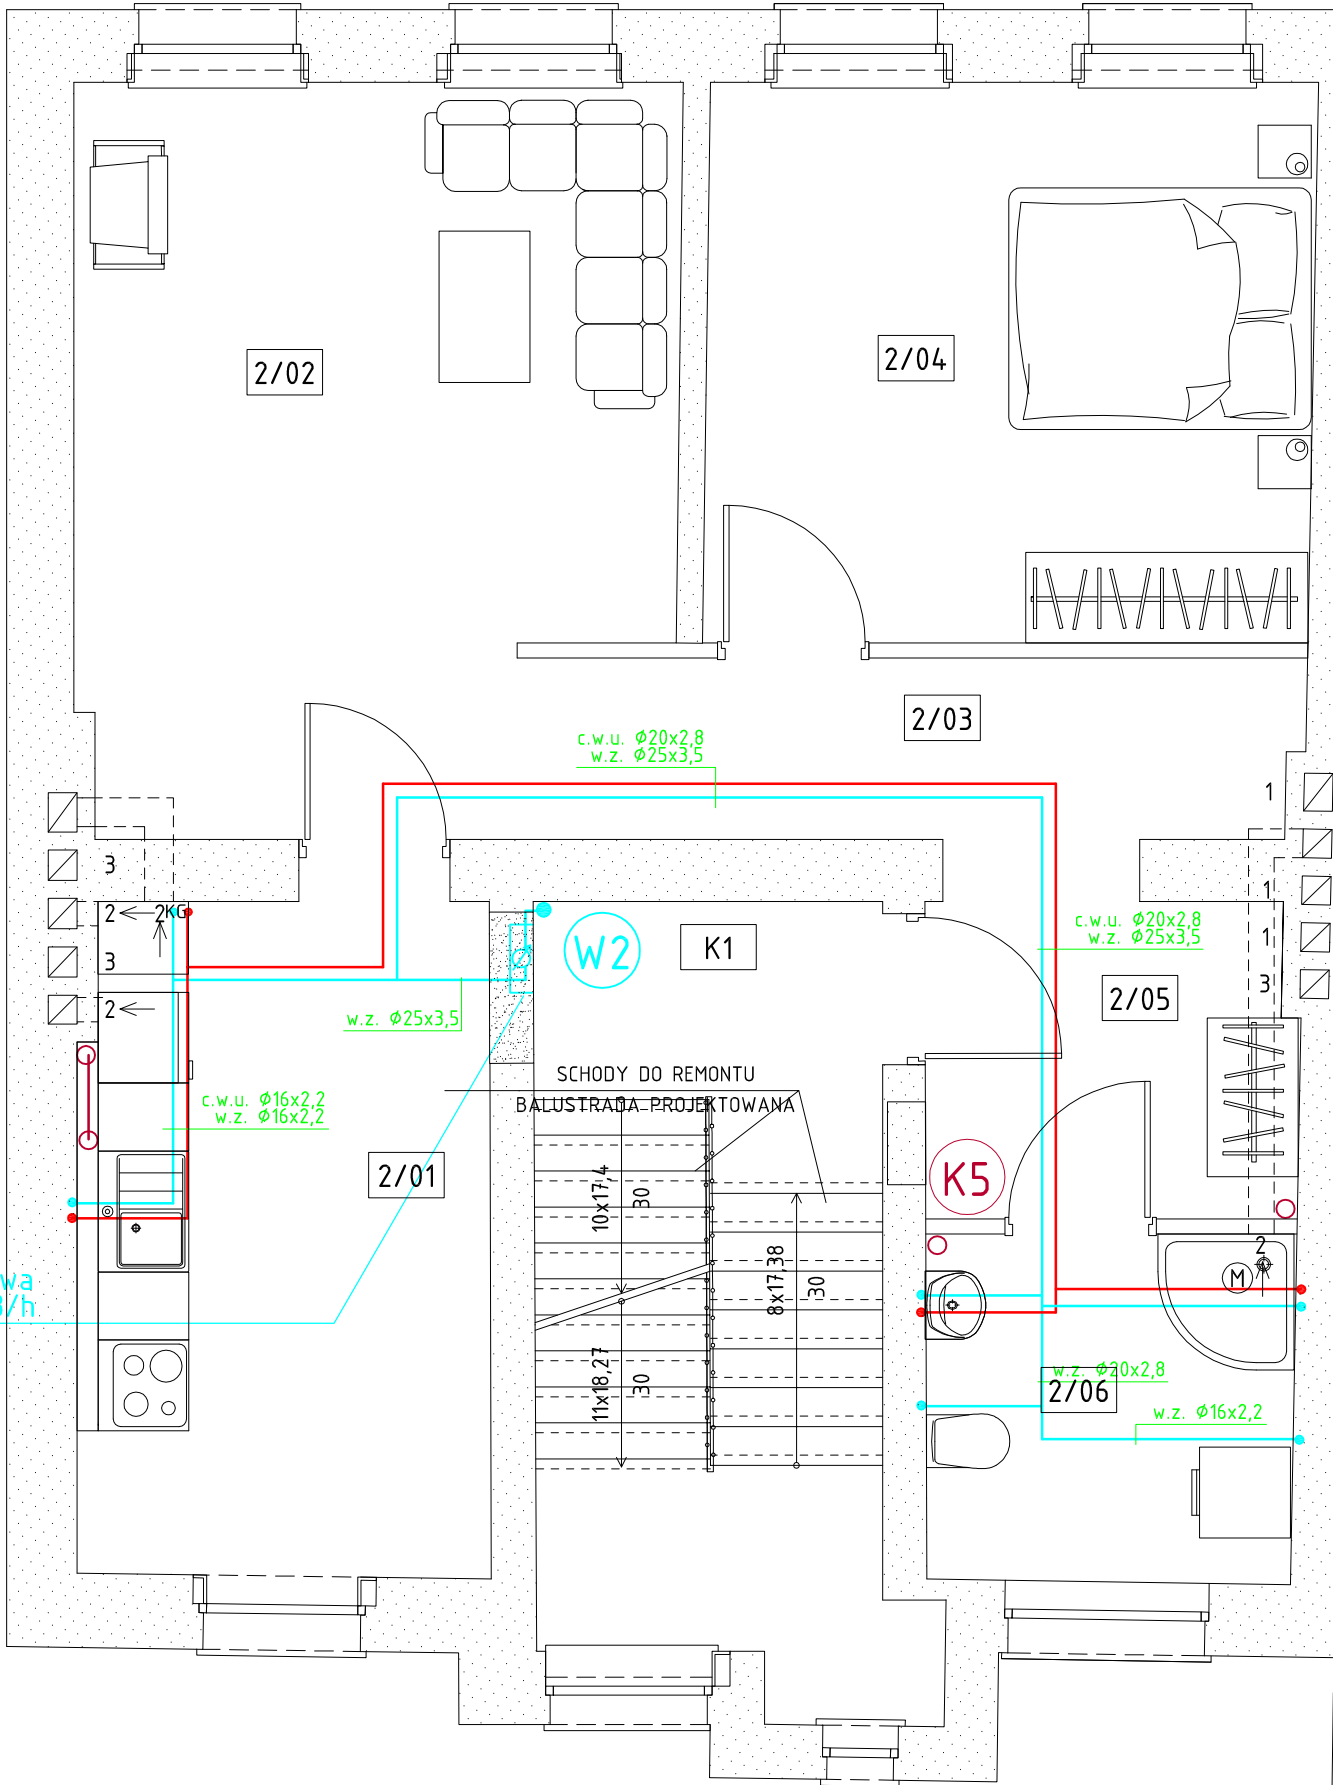 2/02
2/04
2/03
c.w.u. Ø20x2,8
w.z. Ø25x3,5
1
3
2
2KG
3
2
W2
K1
1
1
3
c.w.u. Ø20x2,8
w.z. Ø25x3,5
2/05
w.z. Ø25x3,5
SCHODY DO REMONTU
BALUSTRADA PROJEKTOWANA
c.w.u. Ø16x2,2
w.z. Ø16x2,2
2/01
10x17,4
30
K5
8x17,38
30
2
M
wa
3/h
11x18,27
30
w.z. Ø20x2,8
2/06
w.z. Ø16x2,2